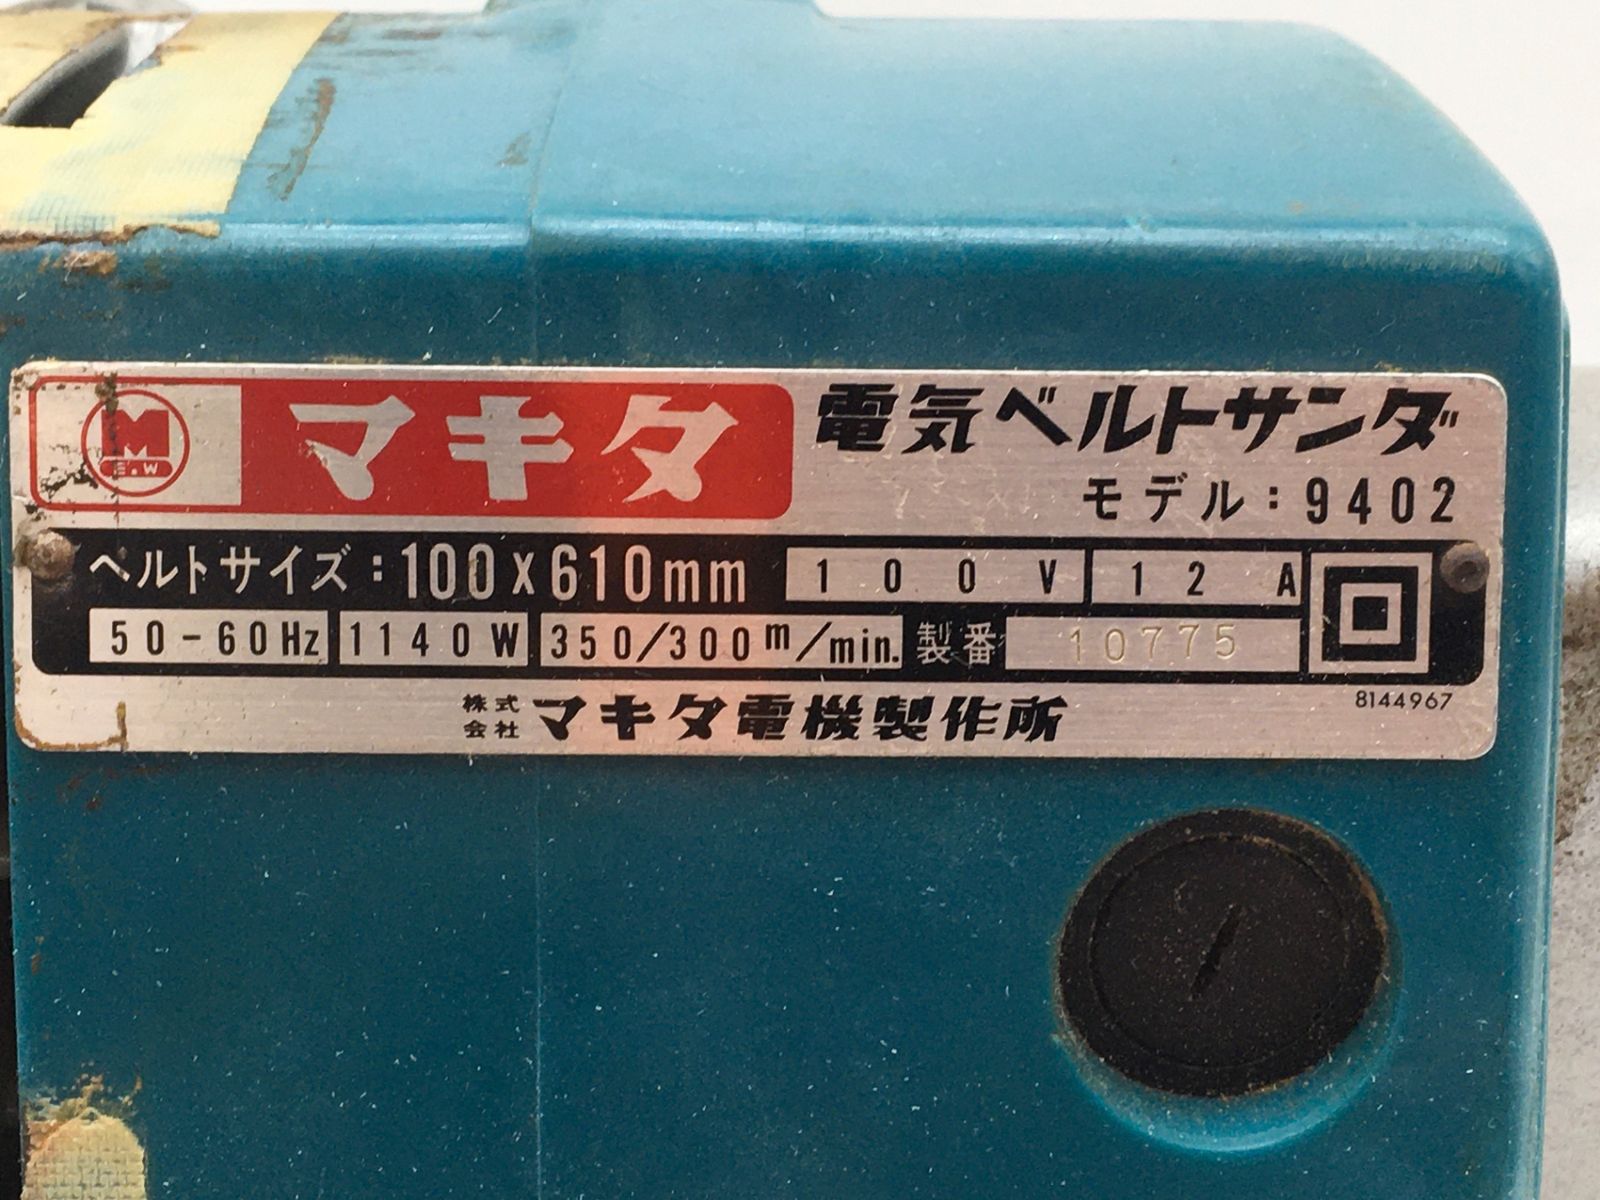 M
E.W
マキタ
電気ベルトサンダ
モデル:9402
ベルトサイズ:100×610mm
100V
12A
50-60Hz
1140W
350/300m/min.
製番 10775
8144967
株式会社 マキタ電機製作所